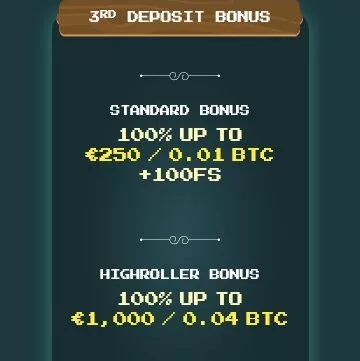 3RD DEPOSIT BONUS
STANDARD BONUS
100% UP TO
€250 / 0.01 BTC
+100FS
HIGHROLLER BONUS
100% UP TO
€1,000 / 0.04 BTC